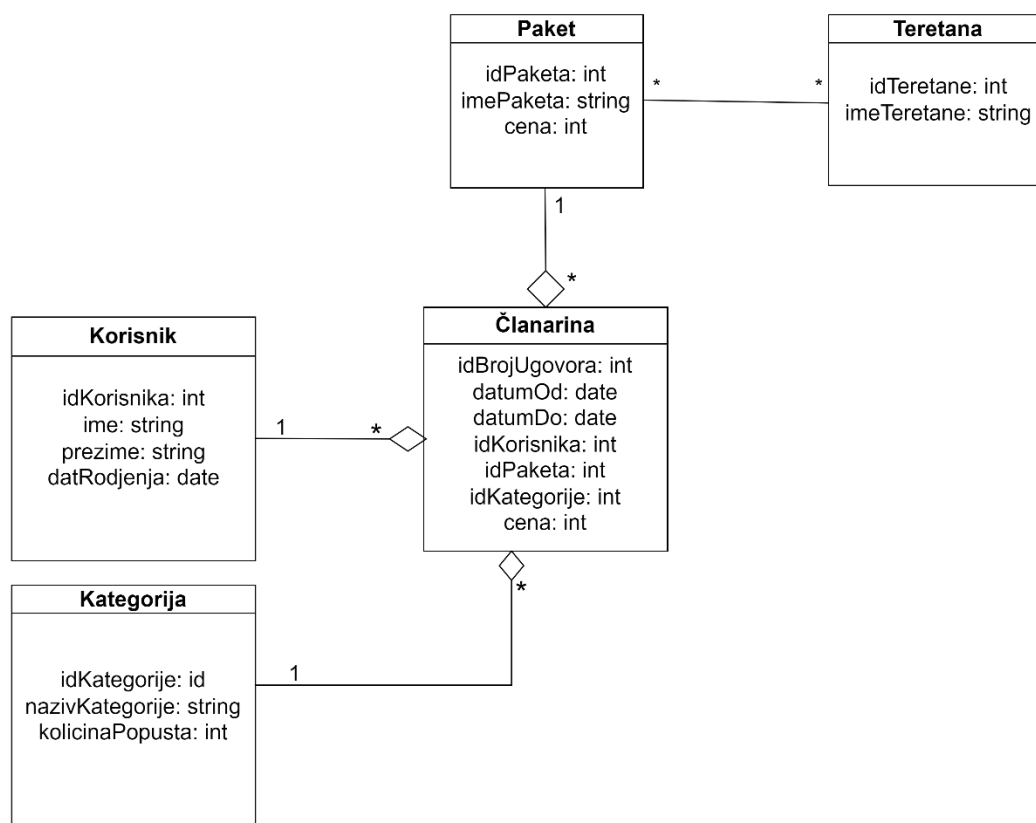 Paket
idPaketa: int
imePaketa: string
cena: int
*
*
Teretana
idTeretane: int
imeTeretane: string
1
*
Korisnik
idKorisnika: int
ime: string
prezime: string
datRodjenja: date
1
*
Članarina
idBrojUgovora: int
datumOd: date
datumDo: date
idKorisnika: int
idPaketa: int
idKategorije: int
cena: int
*
1
Kategorija
idKategorije: id
nazivKategorije: string
kolicinaPopusta: int